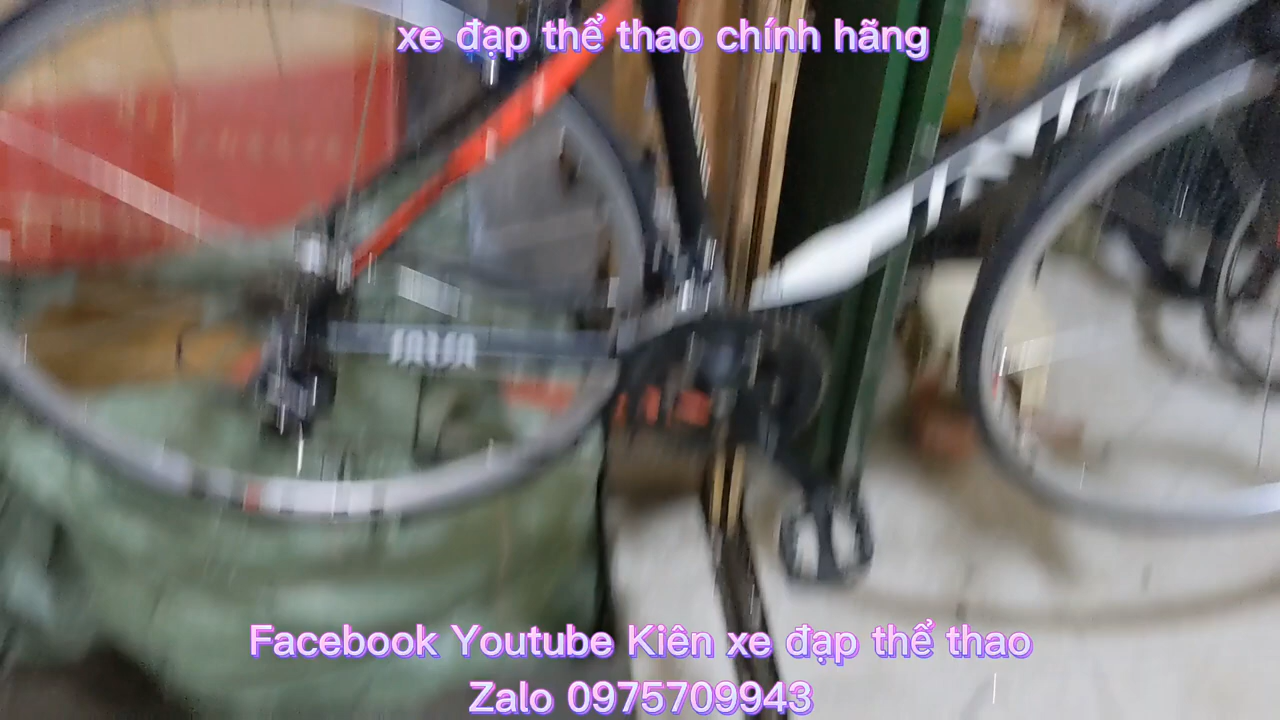 xe đạp thể thao chính hãng
Facebook Youtube Kiên xe đạp thể thao
Zalo 0975709943